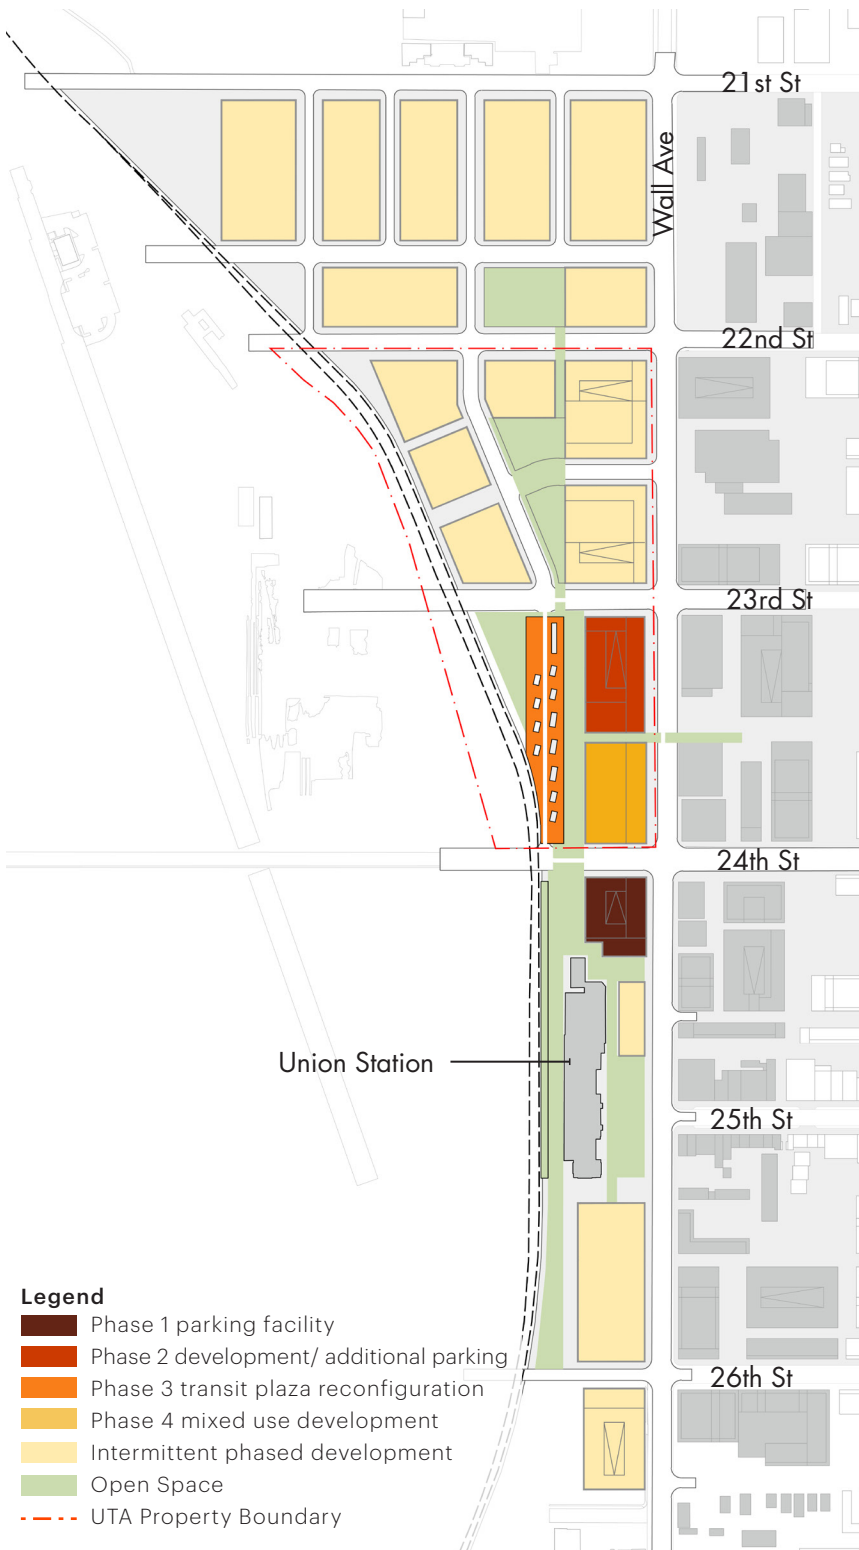 21st St
Wall Ave
22nd St
23rd St
24th St
Union Station
25th St
26th St
Legend
Phase 1 parking facility
Phase 2 development/ additional parking
Phase 3 transit plaza reconfiguration
Phase 4 mixed use development
Intermittent phased development
Open Space
UTA Property Boundary